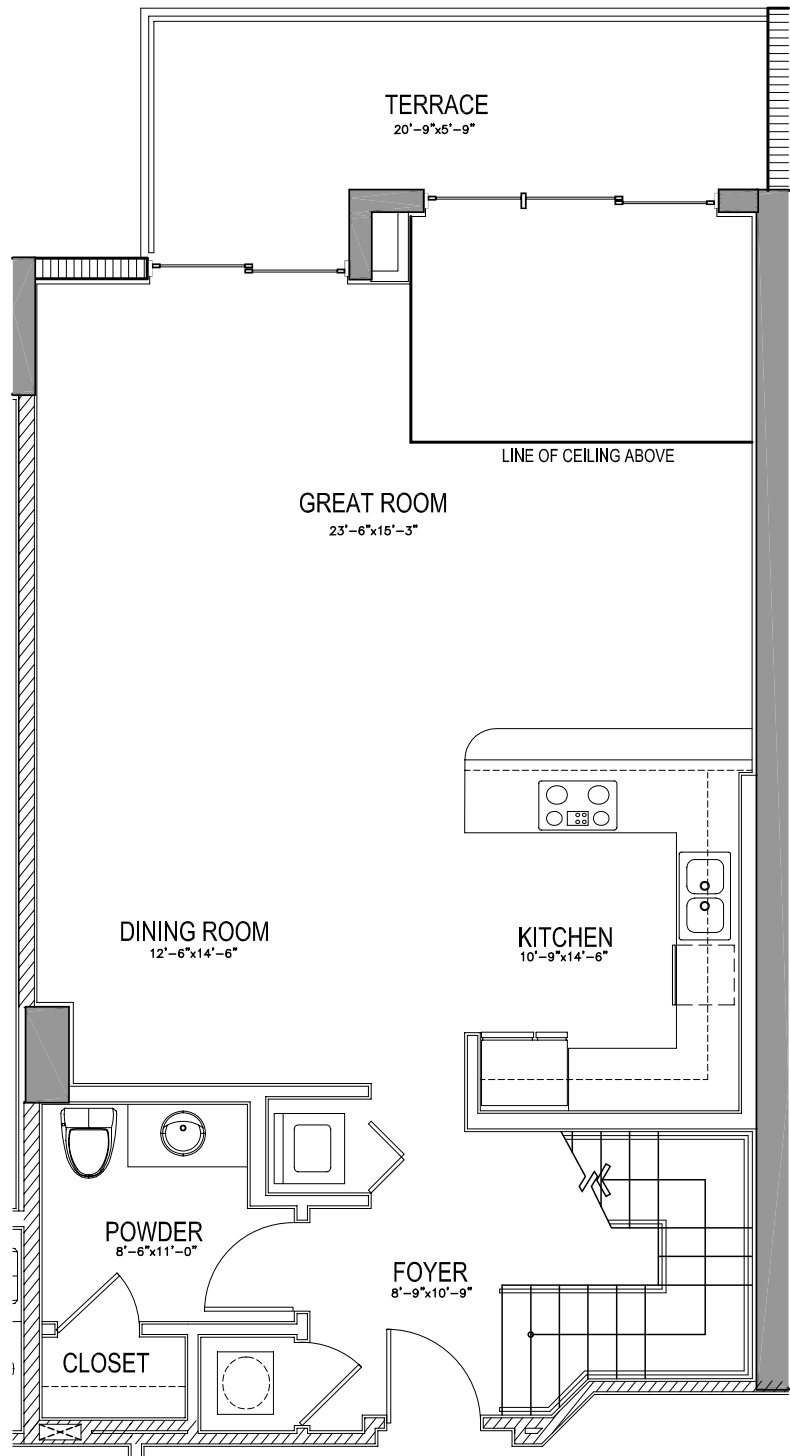 TERRACE
20'-9"x5'-9"
LINE OF CEILING ABOVE
GREAT ROOM
23'-6"x15'-3"
DINING ROOM
12'-6"x14'-6"
KITCHEN
10'-9"x14'-6"
POWDER
8'-6"x11'-0"
FOYER
8'-9"x10'-9"
CLOSET